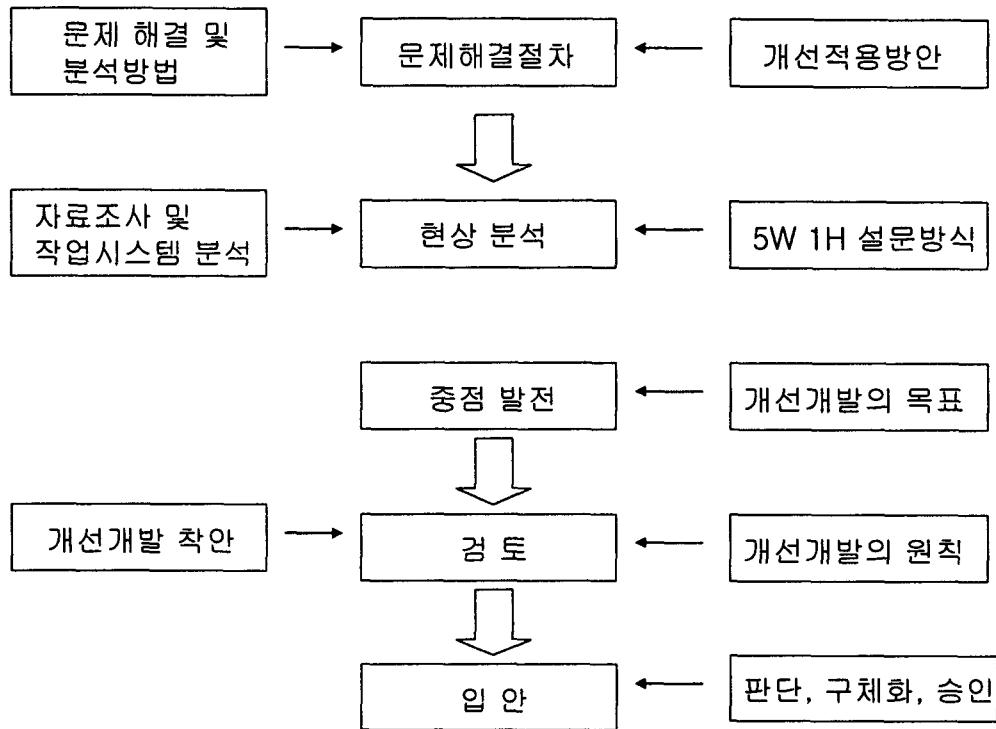 문제 해결 및
분석방법
문제해결절차
개선적용방안
자료조사 및
작업시스템 분석
현상 분석
5W 1H 설문방식
중점 발전
개선개발의 목표
개선개발 착안
검 토
개선개발의 원칙
입 안
판단, 구체화, 승인